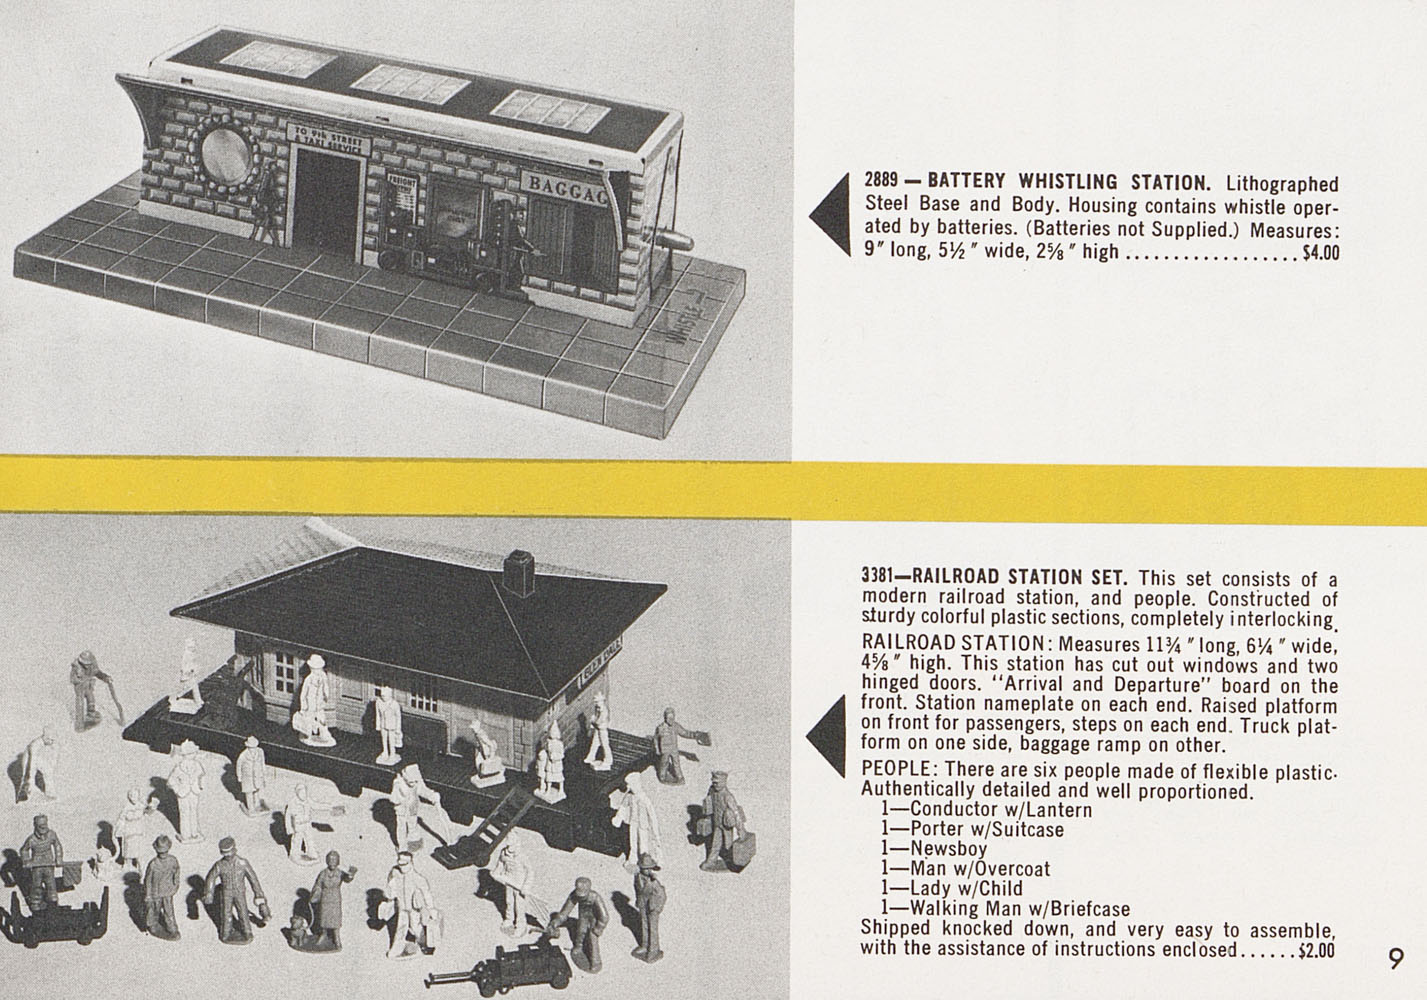 TO 9TH STREET
& TAXI SERVICE
FREIGHT
BAGGAG
WHISTLE
2889 — BATTERY WHISTLING STATION. Lithographed
Steel Base and Body. Housing contains whistle oper-
ated by batteries. (Batteries not Supplied.) Measures:
9" long, 5½" wide, 2⅝" high .................. $4.00
GLEN DALE
3381—RAILROAD STATION SET. This set consists of a
modern railroad station, and people. Constructed of
sturdy colorful plastic sections, completely interlocking.
RAILROAD STATION: Measures 11¾" long, 6¼" wide,
4⅝" high. This station has cut out windows and two
hinged doors. "Arrival and Departure" board on the
front. Station nameplate on each end. Raised platform
on front for passengers, steps on each end. Truck plat-
form on one side, baggage ramp on other.
PEOPLE: There are six people made of flexible plastic.
Authentically detailed and well proportioned.
1—Conductor w/Lantern
1—Porter w/Suitcase
1—Newsboy
1—Man w/Overcoat
1—Lady w/Child
1—Walking Man w/Briefcase
Shipped knocked down, and very easy to assemble,
with the assistance of instructions enclosed......$2.00
9